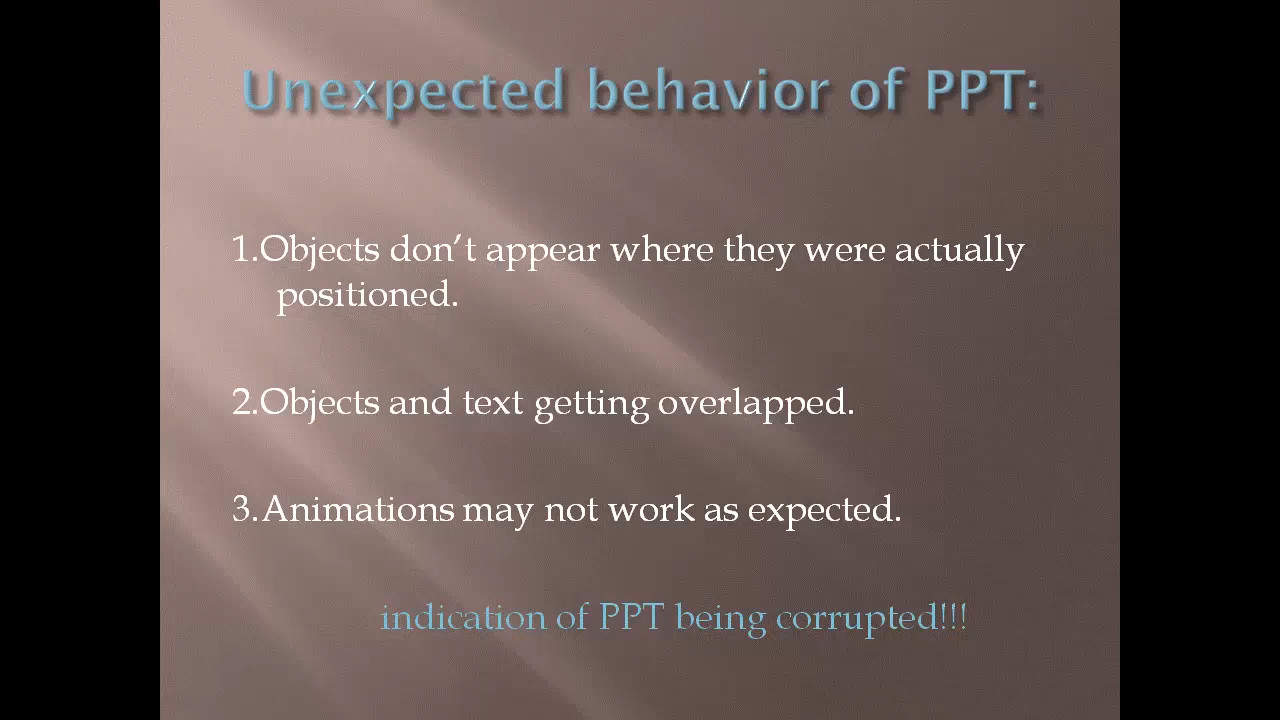 Unexpected behavior of PPT:
1.Objects don’t appear where they were actually
positioned.
2.Objects and text getting overlapped.
3.Animations may not work as expected.
indication of PPT being corrupted!!!